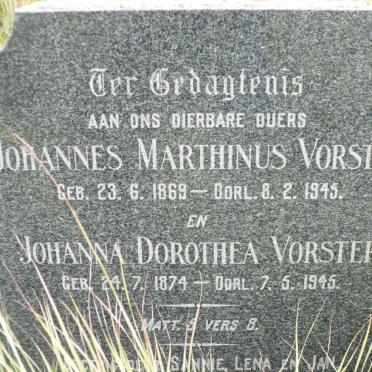 Ter Gedagtenis
AAN ONS DIERBARE OUERS
JOHANNES MARTHINUS VORST
GEB. 23. 6. 1869 — OORL. 8. 2. 1945.
EN
JOHANNA DOROTHEA VORSTER
GEB. 24. 7. 1874 — OORL. 7. 5. 1945.
MATT. 5 VERS 8.
SANNIE, LENA EN JAN